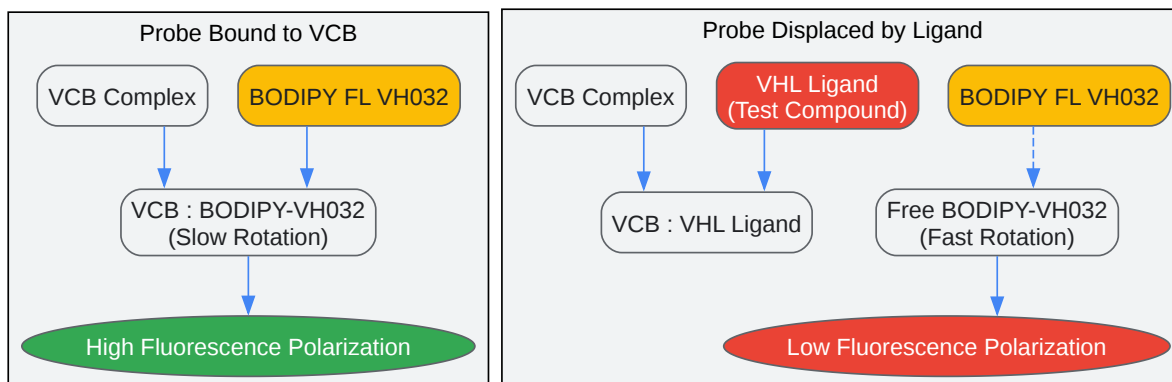 Probe Bound to VCB
VCB Complex
BODIPY FL VH032
VCB : BODIPY-VH032
(Slow Rotation)
High Fluorescence Polarization
Probe Displaced by Ligand
VCB Complex
VHL Ligand
(Test Compound)
BODIPY FL VH032
VCB : VHL Ligand
Free BODIPY-VH032
(Fast Rotation)
Low Fluorescence Polarization